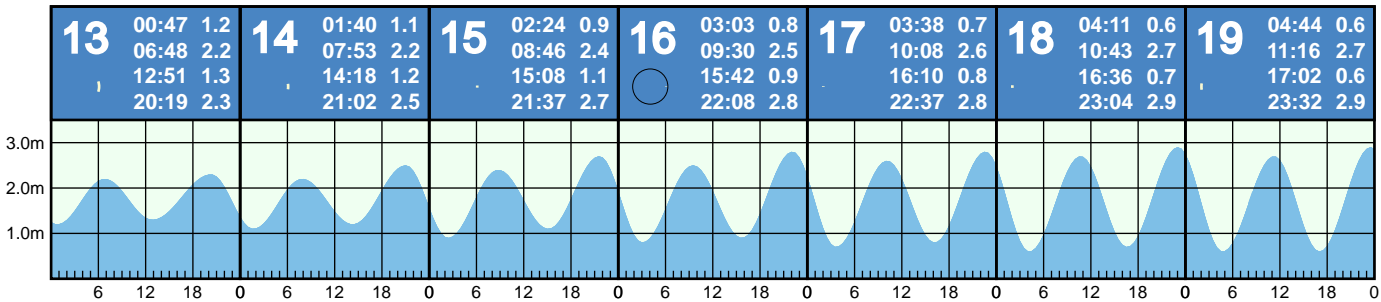 13 00:47 1.2 14 01:40 1.1 15 02:24 0.9 16 03:03 0.8 17 03:38 0.7 18 04:11 0.6 19 04:44 0.6
06:48 2.2 07:53 2.2 08:46 2.4 09:30 2.5 10:08 2.6 10:43 2.7 11:16 2.7
12:51 1.3 14:18 1.2 15:08 1.1 15:42 0.9 16:10 0.8 16:36 0.7 17:02 0.6
20:19 2.3 21:02 2.5 21:37 2.7 22:08 2.8 22:37 2.8 23:04 2.9 23:32 2.9
3.0m
2.0m
1.0m
6 12 18 0 6 12 18 0 6 12 18 0 6 12 18 0 6 12 18 0 6 12 18 0 6 12 18 0